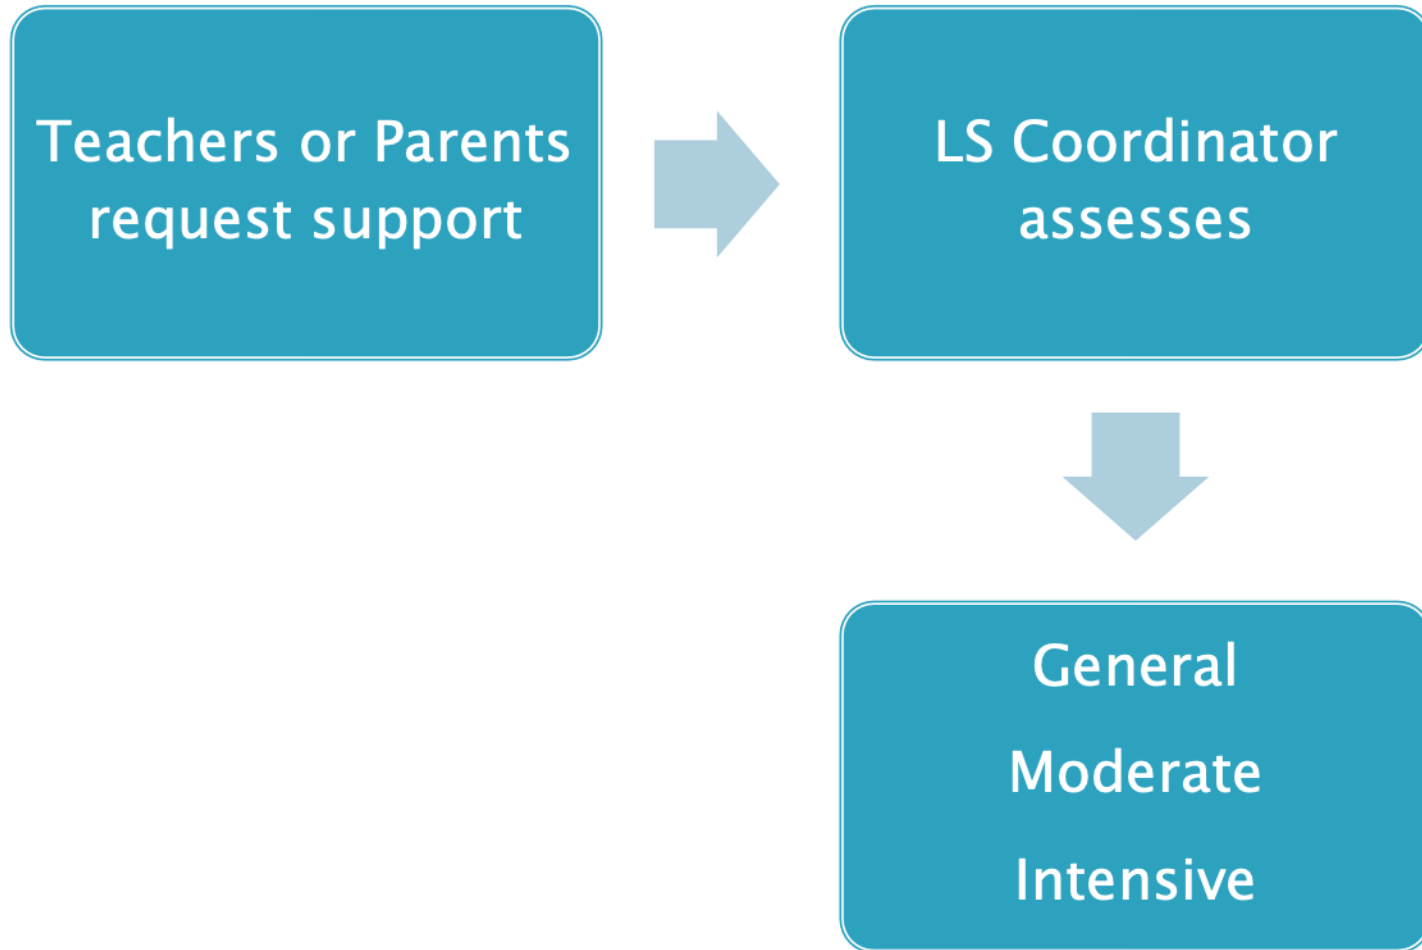 Teachers or Parents
request support
LS Coordinator
assesses
General
Moderate
Intensive